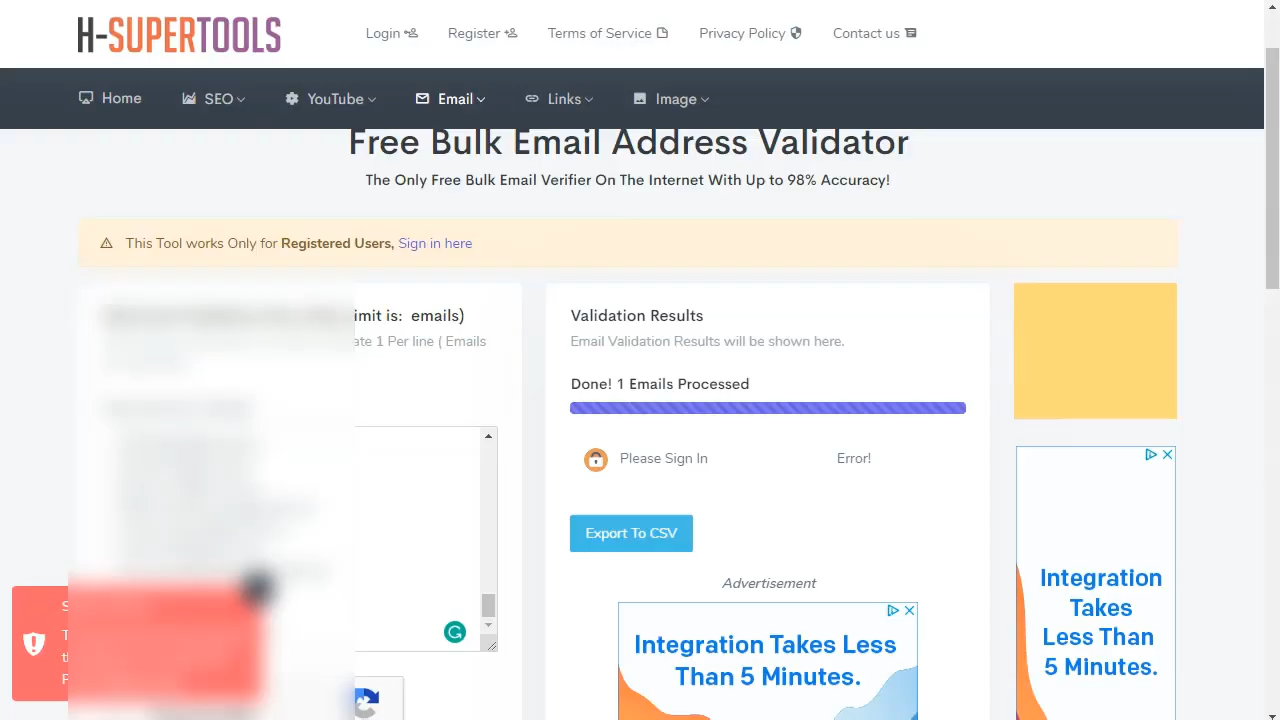 H-SUPERTOOLS
Login
Register
Terms of Service
Privacy Policy
Contact us
Home
SEO
YouTube
Email
Links
Image
Free Bulk Email Address Validator
The Only Free Bulk Email Verifier On The Internet With Up to 98% Accuracy!
This Tool works Only for Registered Users, Sign in here
imit is: emails)
ate 1 Per line ( Emails
Validation Results
Email Validation Results will be shown here.
Done! 1 Emails Processed
Please Sign In Error!
Export To CSV
Advertisement
Integration Takes Less
Than 5 Minutes.
Integration
Takes
Less Than
5 Minutes.